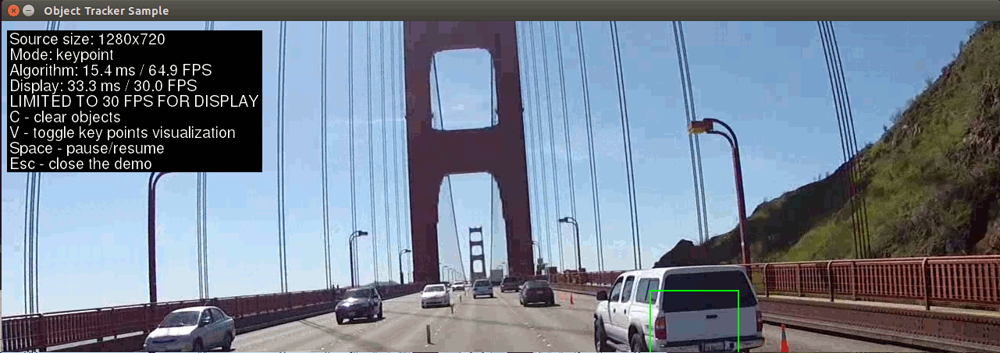 Object Tracker Sample
Source size: 1280x720
Mode: keypoint
Algorithm: 15.4 ms / 64.9 FPS
Display: 33.3 ms / 30.0 FPS
LIMITED TO 30 FPS FOR DISPLAY
C - clear objects
V - toggle key points visualization
Space - pause/resume
Esc - close the demo